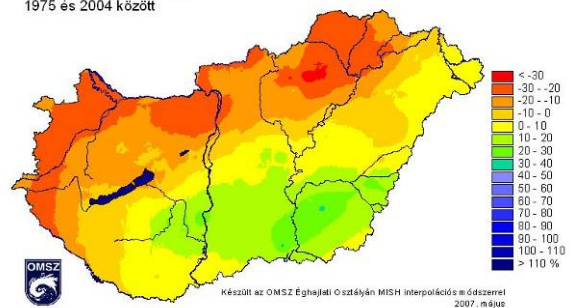 1975 és 2004 között
< -30
-30 - -20
-20 - -10
-10 - 0
0 - 10
10 - 20
20 - 30
30 - 40
40 - 50
50 - 60
60 - 70
70 - 80
80 - 90
90 - 100
100 - 110
> 110 %
OMSZ
Készült az OMSZ Éghajlati Osztályán MISH interpolációs módszerrel
2007. május